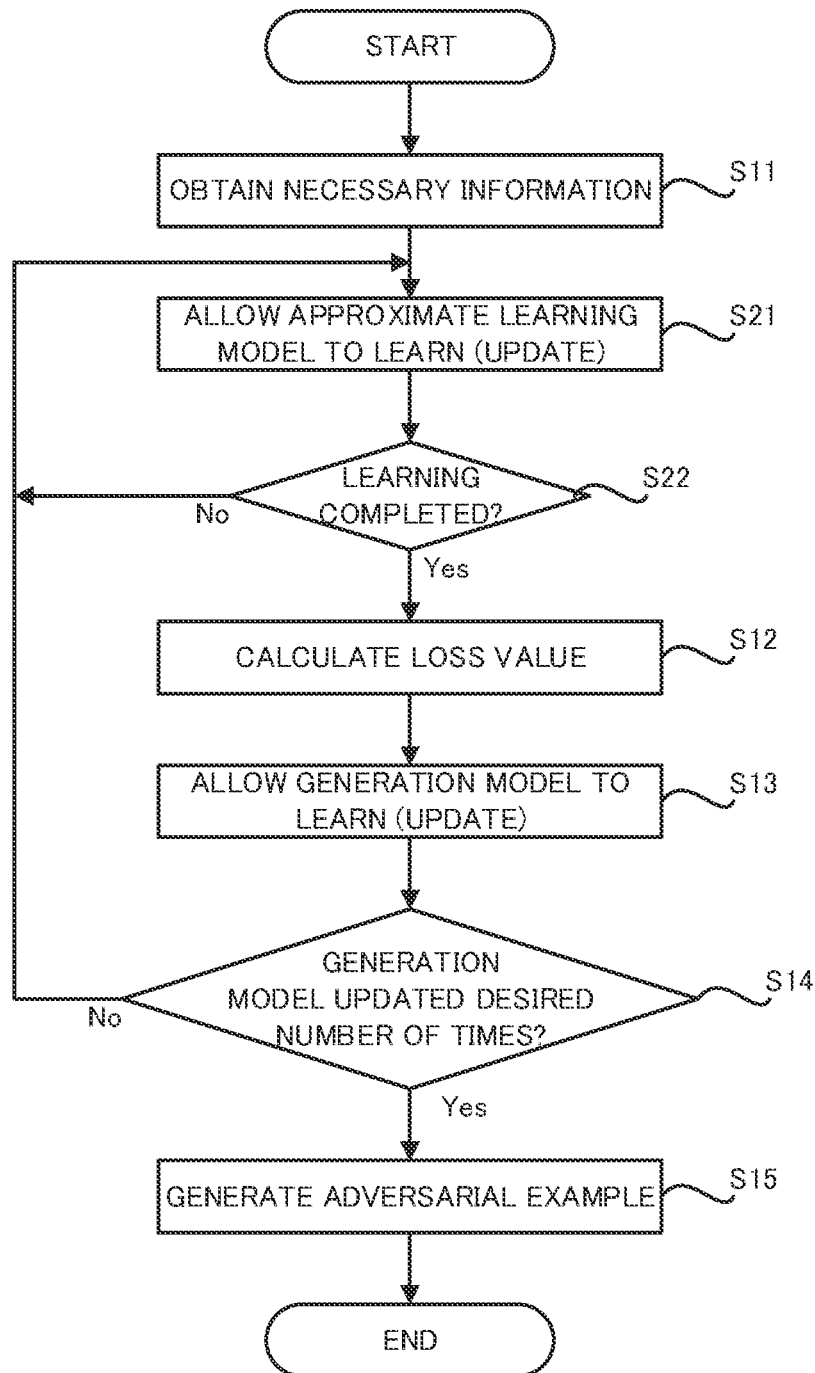 START
OBTAIN NECESSARY INFORMATION
S11
ALLOW APPROXIMATE LEARNING
MODEL TO LEARN (UPDATE)
S21
LEARNING
COMPLETED?
S22
No
Yes
CALCULATE LOSS VALUE
S12
ALLOW GENERATION MODEL TO
LEARN (UPDATE)
S13
GENERATION
MODEL UPDATED DESIRED
NUMBER OF TIMES?
S14
No
Yes
GENERATE ADVERSARIAL EXAMPLE
S15
END